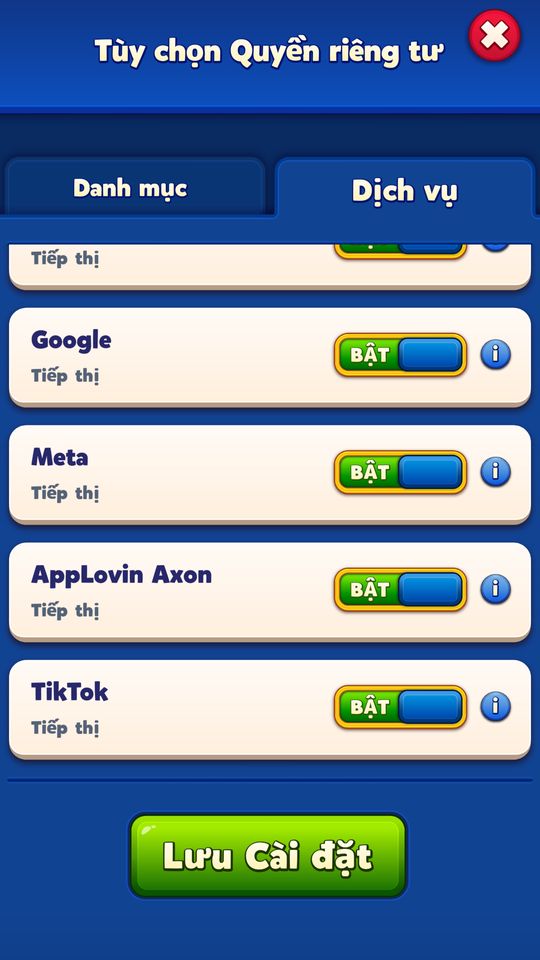 Tùy chọn Quyền riêng tư
Danh mục
Dịch vụ
Tiếp thị
Google
Tiếp thị
BẬT
i
Meta
Tiếp thị
BẬT
i
AppLovin Axon
Tiếp thị
BẬT
i
TikTok
Tiếp thị
BẬT
i
Lưu Cài đặt